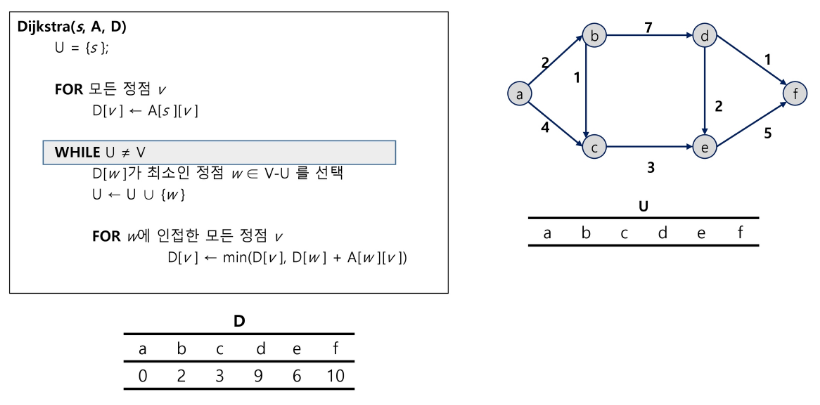 Dijkstra(s, A, D)
U = {s};
FOR 모든 정점 v
D[v] ← A[s][v]
WHILE U ≠ V
D[w]가 최소인 정점 w ∈ V-U 를 선택
U ← U ∪ {w}
FOR w에 인접한 모든 정점 v
D[v] ← min(D[v], D[w] + A[w][v])
b 7 d
2 1 1
a f
2
4 5
c e
3
U
a b c d e f
D
a b c d e f
0 2 3 9 6 10